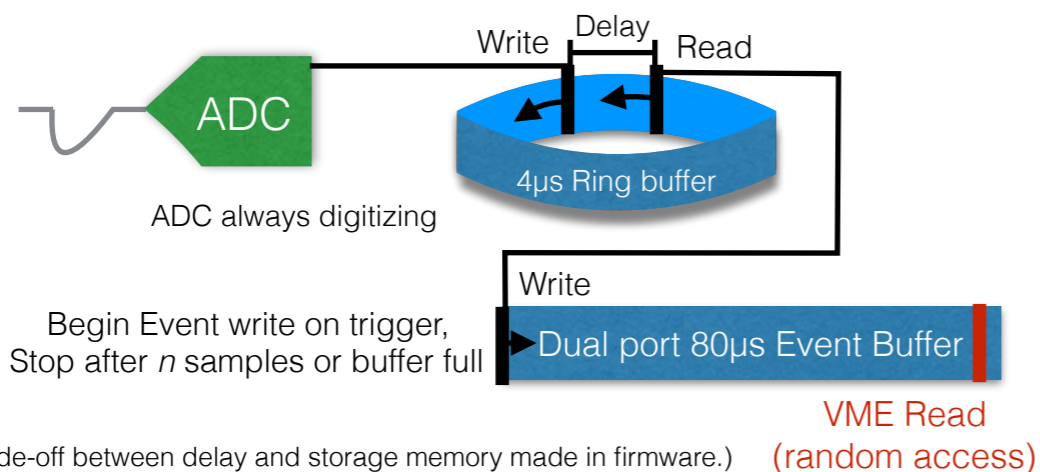 Delay
Write
Read
ADC
4µs Ring buffer
ADC always digitizing
Write
Begin Event write on trigger,
Stop after n samples or buffer full
Dual port 80µs Event Buffer
VME Read
(random access)
between delay and storage memory made in firmware.)